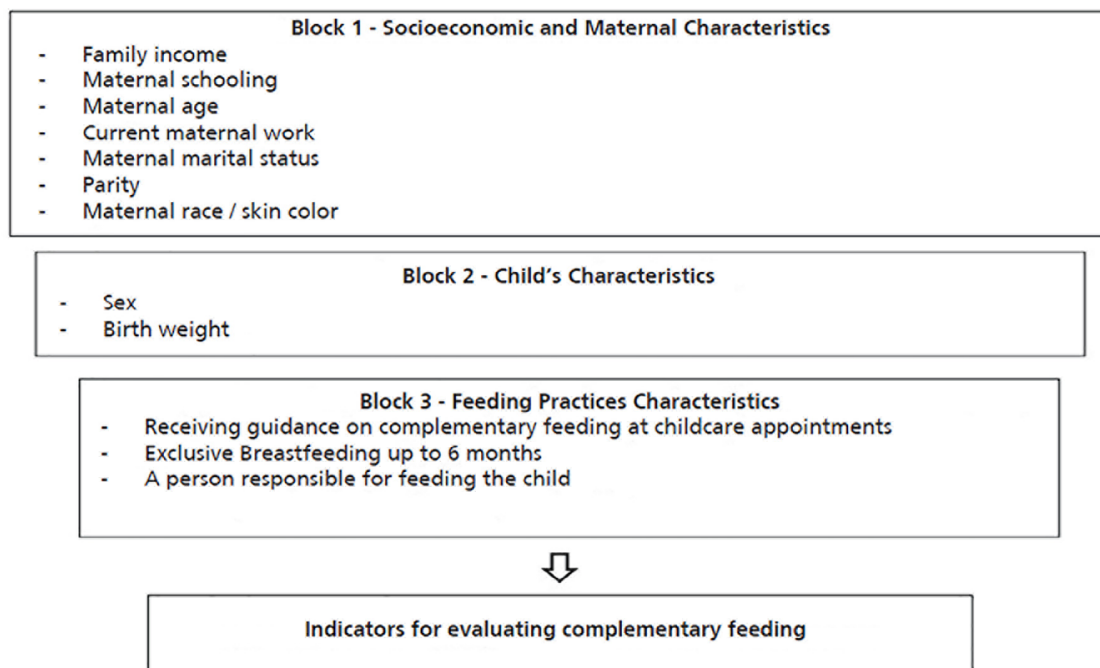 Block 1 - Socioeconomic and Maternal Characteristics
- Family income
- Maternal schooling
- Maternal age
- Current maternal work
- Maternal marital status
- Parity
- Maternal race / skin color
Block 2 - Child’s Characteristics
- Sex
- Birth weight
Block 3 - Feeding Practices Characteristics
- Receiving guidance on complementary feeding at childcare appointments
- Exclusive Breastfeeding up to 6 months
- A person responsible for feeding the child
Indicators for evaluating complementary feeding